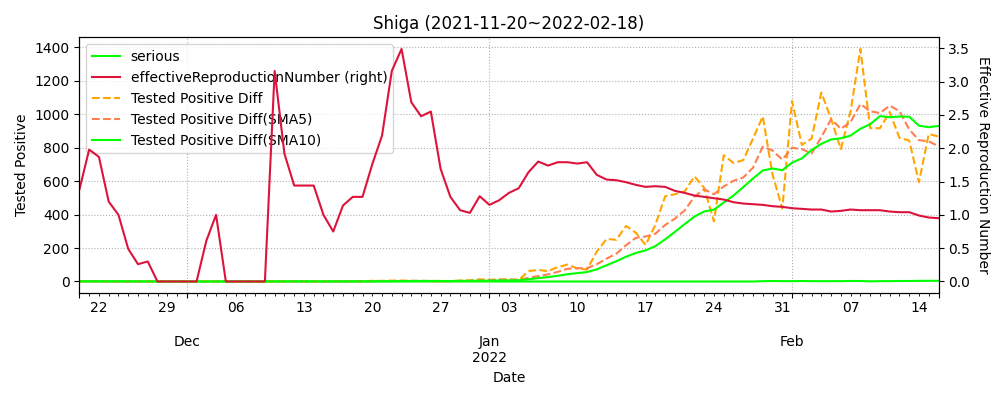 Shiga (2021-11-20~2022-02-18)
serious
effectiveReproductionNumber (right)
Tested Positive Diff
Tested Positive Diff(SMA5)
Tested Positive Diff(SMA10)
Tested Positive
1400
1200
1000
800
600
400
200
0
Effective Reproduction Number
3.5
3.0
2.5
2.0
1.5
1.0
0.5
0.0
22 29 06 13 20 27 03 10 17 24 31 07 14
Dec Jan Feb
2022
Date